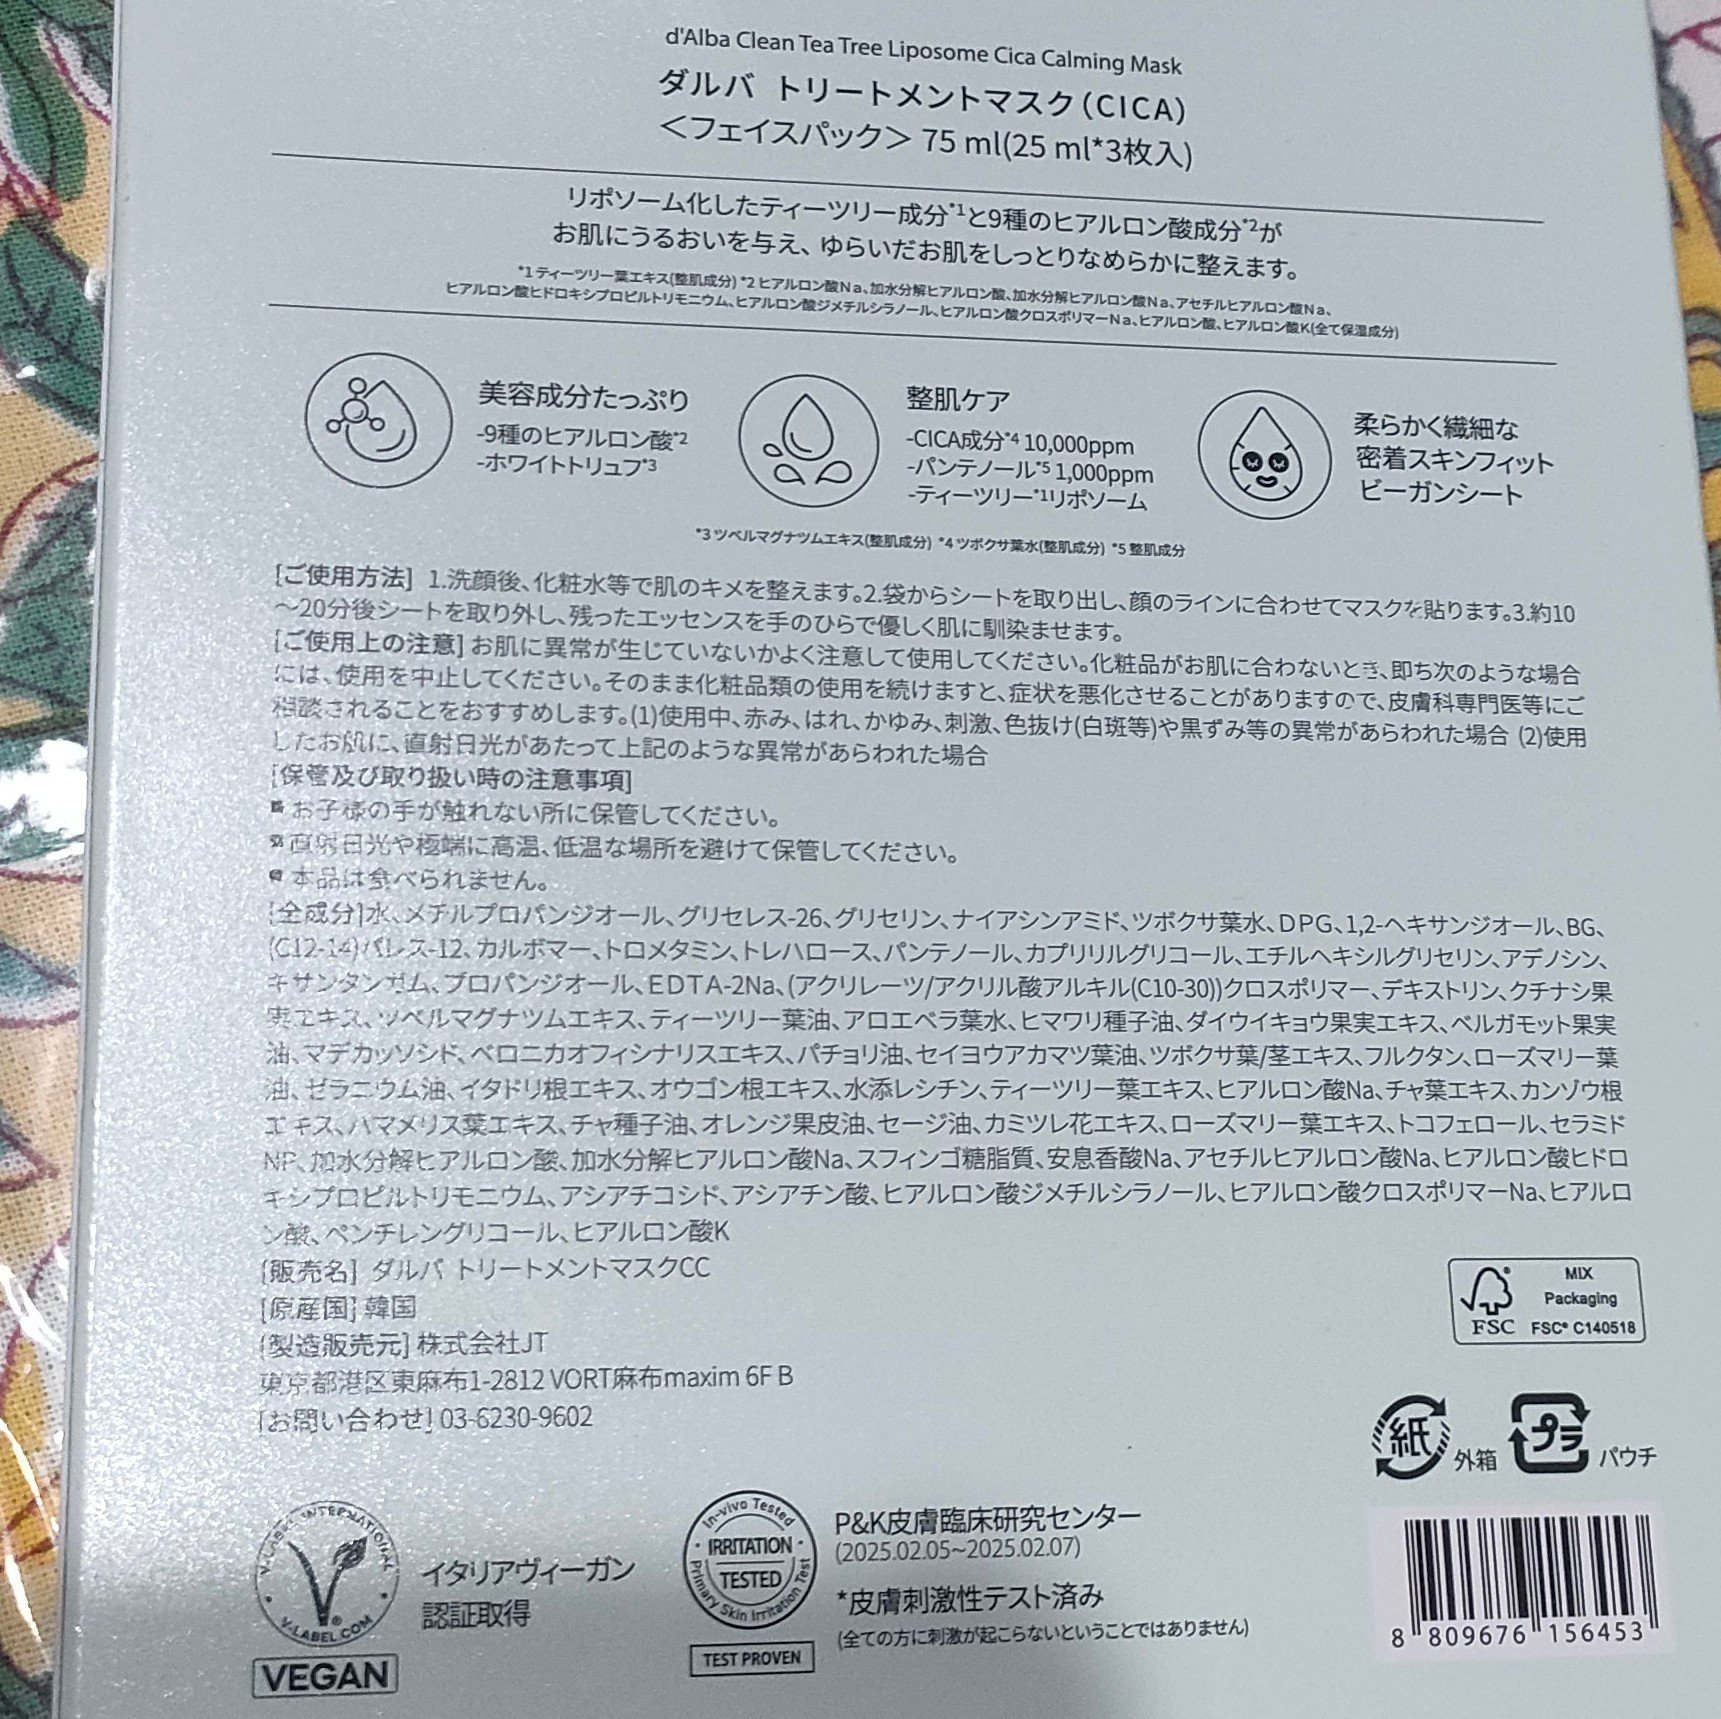 d'Alba Clean Tea Tree Liposome Cica Calming Mask
ダルバ トリートメントマスク(CICA)
＜フェイスパック＞ 75 ml(25 ml*3枚入)
リポソーム化したティーツリー成分*1と9種のヒアルロン酸成分*2が
お肌にうるおいを与え、ゆらいだお肌をしっとりなめらかに整えます。
*1 ティーツリー葉エキス(整肌成分) *2 ヒアルロン酸Na、加水分解ヒアルロン酸、加水分解ヒアルロン酸Na、アセチルヒアルロン酸Na、
ヒアルロン酸ヒドロキシプロピルトリモニウム、ヒアルロン酸ジメチルシラノール、ヒアルロン酸クロスポリマーNa、ヒアルロン酸、ヒアルロン酸K(全て保湿成分)
美容成分たっぷり
-9種のヒアルロン酸*2
-ホワイトトリュフ*3
整肌ケア
-CICA成分*4 10,000ppm
-パンテノール*5 1,000ppm
-ティーツリー*1リポソーム
柔らかく繊細な
密着スキンフィット
ビーガンシート
*3 ツベルマグナツムエキス(整肌成分) *4 ツボクサ葉水(整肌成分) *5 整肌成分
[ご使用方法] 1.洗顔後、化粧水等で肌のキメを整えます。2.袋からシートを取り出し、顔のラインに合わせてマスクを貼ります。3.約10
～20分後シートを取り外し、残ったエッセンスを手のひらで優しく肌に馴染ませます。
[ご使用上の注意] お肌に異常が生じていないかよく注意して使用してください。化粧品がお肌に合わないとき、即ち次のような場合
には、使用を中止してください。そのまま化粧品類の使用を続けますと、症状を悪化させることがありますので、皮膚科専門医等にご
相談されることをおすすめします。(1)使用中、赤み、はれ、かゆみ、刺激、色抜け(白斑等)や黒ずみ等の異常があらわれた場合 (2)使用
したお肌に、直射日光があたって上記のような異常があらわれた場合
[保管及び取り扱い時の注意事項]
お子様の手が触れない所に保管してください。
直射日光や極端に高温、低温な場所を避けて保管してください。
本品は食べられません。
[全成分]水、メチルプロパンジオール、グリセレス-26、グリセリン、ナイアシンアミド、ツボクサ葉水、DPG、1,2-ヘキサンジオール、BG、
(C12-14)パレス-12、カルボマー、トロメタミン、トレハロース、パンテノール、カプリリルグリコール、エチルヘキシルグリセリン、アデノシン、
キサンタンガム、プロパンジオール、EDTA-2Na、(アクリレーツ/アクリル酸アルキル(C10-30))クロスポリマー、デキストリン、クチナシ果
実エキス、ツベルマグナツムエキス、ティーツリー葉油、アロエベラ葉水、ヒマワリ種子油、ダイウイキョウ果実エキス、ベルガモット果実
油、マデカッソシド、ベロニカオフィシナリスエキス、パチョリ油、セイヨウアカマツ葉油、ツボクサ葉/茎エキス、フルクタン、ローズマリー葉
油、ゼラニウム油、イタドリ根エキス、オウゴン根エキス、水添レシチン、ティーツリー葉エキス、ヒアルロン酸Na、チャ葉エキス、カンゾウ根
エキス、ハマメリス葉エキス、チャ種子油、オレンジ果皮油、セージ油、カミツレ花エキス、ローズマリー葉エキス、トコフェロール、セラミド
NP、加水分解ヒアルロン酸、加水分解ヒアルロン酸Na、スフィンゴ糖脂質、安息香酸Na、アセチルヒアルロン酸Na、ヒアルロン酸ヒドロ
キシプロピルトリモニウム、アシアチコシド、アシアチン酸、ヒアルロン酸ジメチルシラノール、ヒアルロン酸クロスポリマーNa、ヒアルロ
ン酸、ペンチレングリコール、ヒアルロン酸K
[販売名] ダルバ トリートメントマスクCC
[原産国] 韓国
[製造販売元] 株式会社JT
東京都港区東麻布1-2812 VORT麻布maxim 6F B
[お問い合わせ] 03-6230-9602
MIX
Packaging
FSC FSC® C140518
紙 外箱 プラ パウチ
V-LABEL INTERNATIONAL
V-LABEL.COM
VEGAN
イタリアヴィーガン
認証取得
In-vivo Tested
IRRITATION
TESTED
Primary Skin Irritation Test
TEST PROVEN
P&K皮膚臨床研究センター
(2025.02.05~2025.02.07)
*皮膚刺激性テスト済み
(全ての方に刺激が起こらないということではありません)
8 809676 156453